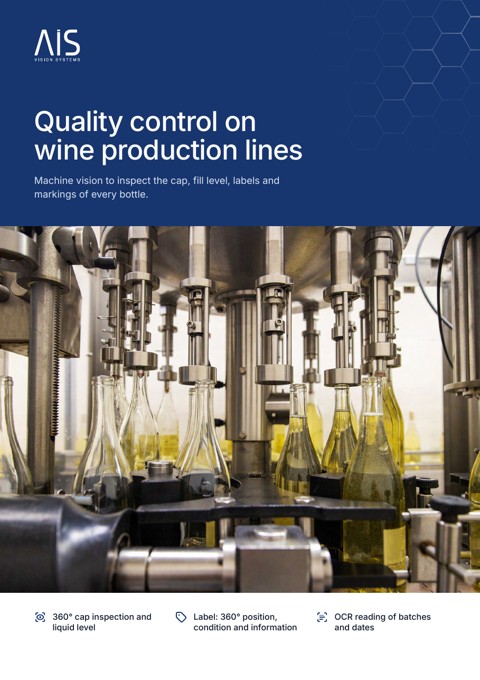 AIS
VISION SYSTEMS
Quality control on
wine production lines
Machine vision to inspect the cap, fill level, labels and
markings of every bottle.
360° cap inspection and
liquid level
Label: 360° position,
condition and information
OCR reading of batches
and dates